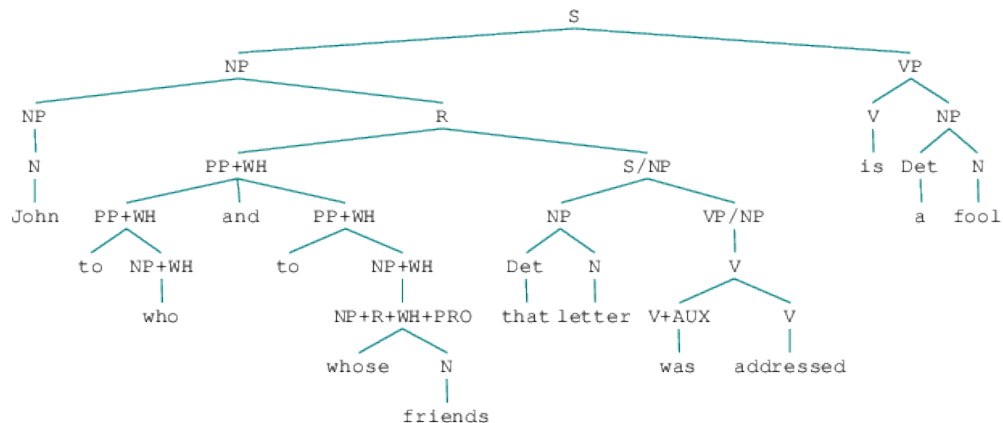 S
NP VP
NP R V NP
N PP+WH S/NP is Det N
John PP+WH and PP+WH NP VP/NP a fool
to NP+WH to NP+WH Det N V
who NP+R+WH+PRO that letter V+AUX V
whose N was addressed
friends